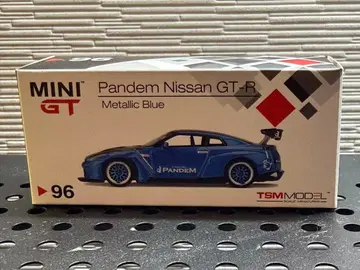 MINI GT
Pandem Nissan GT-R
Metallic Blue
PANDEM
96
TSMMODEL